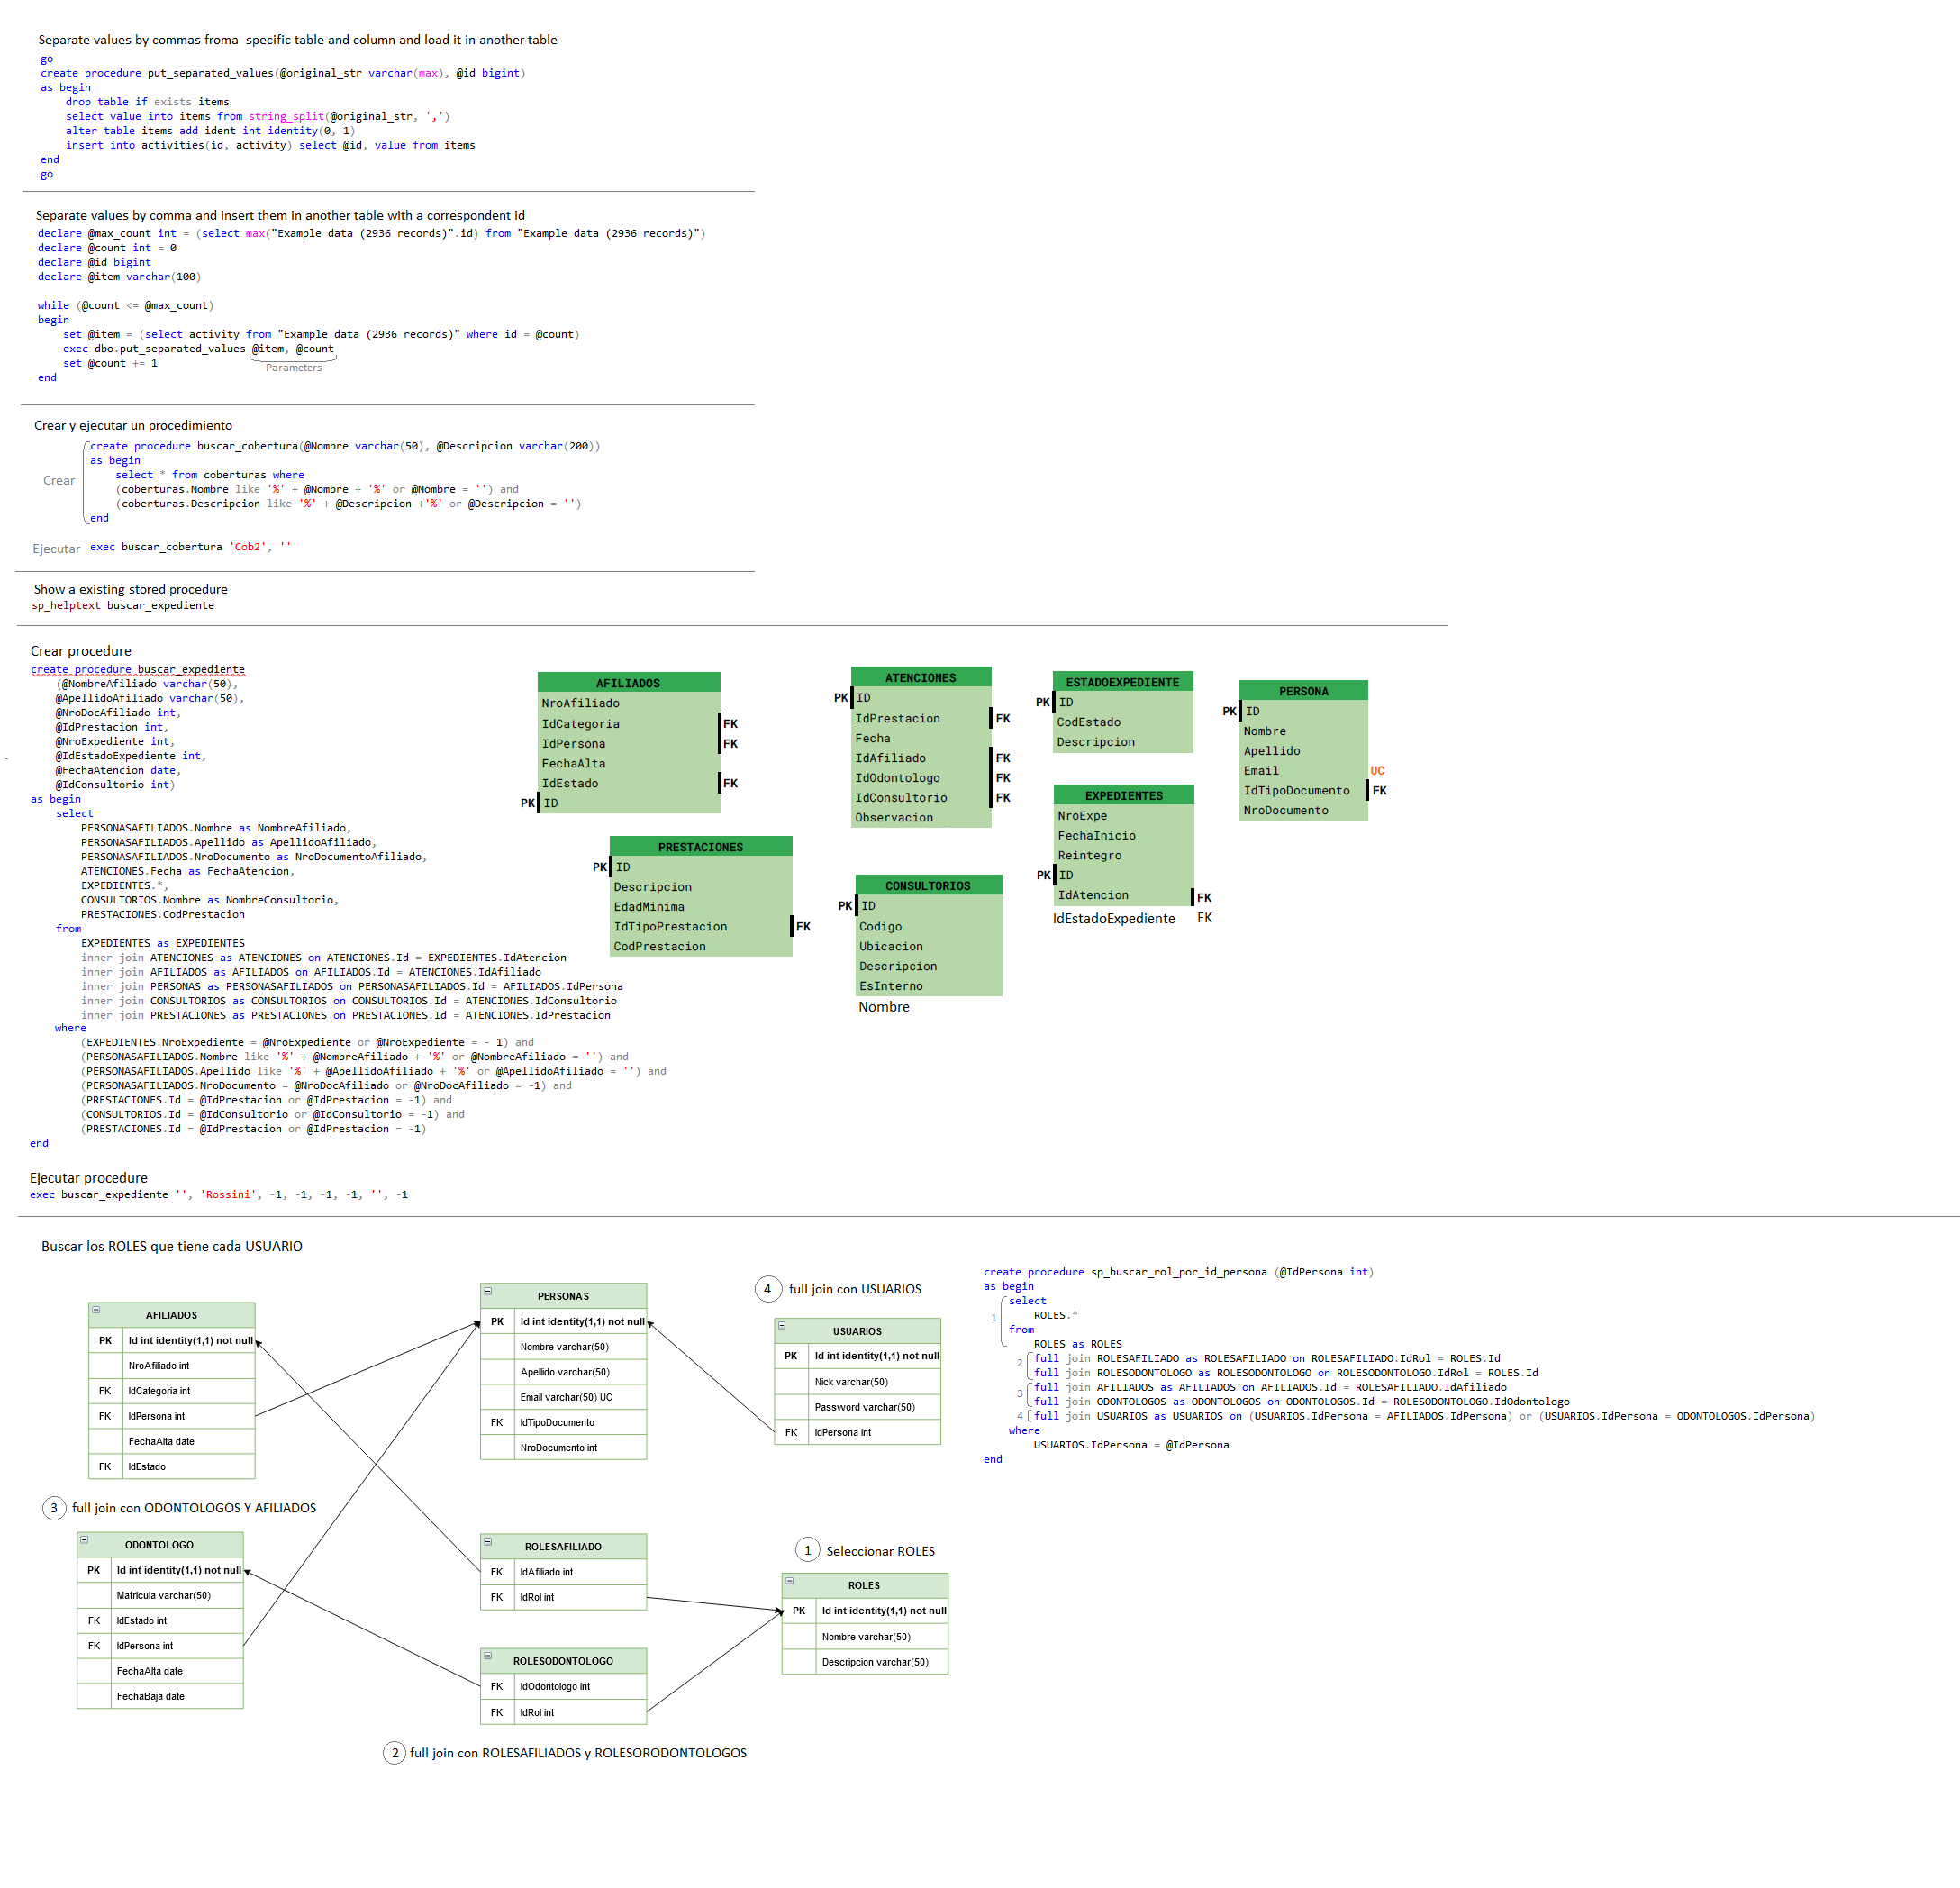 Separate values by commas froma  specific table and column and load it in another table
go
create procedure put_separated_values(@original_str varchar(max), @id bigint)
as begin
drop table if exists items
select value into items from string_split(@original_str, ',')
alter table items add ident int identity(0, 1)
insert into activities(id, activity) select @id, value from items
end
go
Separate values by comma and insert them in another table with a correspondent id
declare @max_count int = (select max("Example data (2936 records)".id) from "Example data (2936 records)")
declare @count int = 0
declare @id bigint
declare @item varchar(100)
while (@count <= @max_count)
begin
set @item = (select activity from "Example data (2936 records)" where id = @count)
exec dbo.put_separated_values @item, @count
Parameters
set @count += 1
end
Crear y ejecutar un procedimiento
Crear
create procedure buscar_cobertura(@Nombre varchar(50), @Descripcion varchar(200))
as begin
select * from coberturas where
(coberturas.Nombre like '%' + @Nombre + '%' or @Nombre = '') and
(coberturas.Descripcion like '%' + @Descripcion +'%' or @Descripcion = '')
end
Ejecutar
exec buscar_cobertura 'Cob2', ''
Show a existing stored procedure
sp_helptext buscar_expediente
Crear procedure
create procedure buscar_expediente
(@NombreAfiliado varchar(50),
@ApellidoAfiliado varchar(50),
@NroDocAfiliado int,
@IdPrestacion int,
@NroExpediente int,
@IdEstadoExpediente int,
@FechaAtencion date,
@IdConsultorio int)
as begin
select
PERSONASAFILIADOS.Nombre as NombreAfiliado,
PERSONASAFILIADOS.Apellido as ApellidoAfiliado,
PERSONASAFILIADOS.NroDocumento as NroDocumentoAfiliado,
ATENCIONES.Fecha as FechaAtencion,
EXPEDIENTES.*,
CONSULTORIOS.Nombre as NombreConsultorio,
PRESTACIONES.CodPrestacion
from
EXPEDIENTES as EXPEDIENTES
inner join ATENCIONES as ATENCIONES on ATENCIONES.Id = EXPEDIENTES.IdAtencion
inner join AFILIADOS as AFILIADOS on AFILIADOS.Id = ATENCIONES.IdAfiliado
inner join PERSONAS as PERSONASAFILIADOS on PERSONASAFILIADOS.Id = AFILIADOS.IdPersona
inner join CONSULTORIOS as CONSULTORIOS on CONSULTORIOS.Id = ATENCIONES.IdConsultorio
inner join PRESTACIONES as PRESTACIONES on PRESTACIONES.Id = ATENCIONES.IdPrestacion
where
(EXPEDIENTES.NroExpediente = @NroExpediente or @NroExpediente = - 1) and
(PERSONASAFILIADOS.Nombre like '%' + @NombreAfiliado + '%' or @NombreAfiliado = '') and
(PERSONASAFILIADOS.Apellido like '%' + @ApellidoAfiliado + '%' or @ApellidoAfiliado = '') and
(PERSONASAFILIADOS.NroDocumento = @NroDocAfiliado or @NroDocAfiliado = -1) and
(PRESTACIONES.Id = @IdPrestacion or @IdPrestacion = -1) and
(CONSULTORIOS.Id = @IdConsultorio or @IdConsultorio = -1) and
(PRESTACIONES.Id = @IdPrestacion or @IdPrestacion = -1)
end
AFILIADOS
NroAfiliado
IdCategoria FK
IdPersona FK
FechaAlta
IdEstado FK
PK ID
PRESTACIONES
PK ID
Descripcion
EdadMinima
IdTipoPrestacion FK
CodPrestacion
ATENCIONES
PK ID
IdPrestacion FK
Fecha
IdAfiliado FK
IdOdontologo FK
IdConsultorio FK
Observacion
CONSULTORIOS
PK ID
Codigo
Ubicacion
Descripcion
EsInterno
Nombre
ESTADOEXPEDIENTE
PK ID
CodEstado
Descripcion
EXPEDIENTES
NroExpe
FechaInicio
Reintegro
PK ID
IdAtencion FK
IdEstadoExpediente FK
PERSONA
PK ID
Nombre
Apellido
Email UC
IdTipoDocumento FK
NroDocumento
Ejecutar procedure
exec buscar_expediente '', 'Rossini', -1, -1, -1, -1, '', -1
Buscar los ROLES que tiene cada USUARIO
AFILIADOS
PK Id int identity(1,1) not null
NroAfiliado int
FK IdCategoria int
FK IdPersona int
FechaAlta date
FK IdEstado
3 full join con ODONTOLOGOS Y AFILIADOS
ODONTOLOGO
PK Id int identity(1,1) not null
Matricula varchar(50)
FK IdEstado int
FK IdPersona int
FechaAlta date
FechaBaja date
PERSONAS
PK Id int identity(1,1) not null
Nombre varchar(50)
Apellido varchar(50)
Email varchar(50) UC
FK IdTipoDocumento
NroDocumento int
ROLESAFILIADO
FK IdAfiliado int
FK IdRol int
ROLESODONTOLOGO
FK IdOdontologo int
FK IdRol int
2 full join con ROLESAFILIADOS y ROLESORODONTOLOGOS
4 full join con USUARIOS
USUARIOS
PK Id int identity(1,1) not null
Nick varchar(50)
Password varchar(50)
FK IdPersona int
1 Seleccionar ROLES
ROLES
PK Id int identity(1,1) not null
Nombre varchar(50)
Descripcion varchar(50)
create procedure sp_buscar_rol_por_id_persona (@IdPersona int)
as begin
select
1 ROLES.*
from
ROLES as ROLES
2 full join ROLESAFILIADO as ROLESAFILIADO on ROLESAFILIADO.IdRol = ROLES.Id
full join ROLESODONTOLOGO as ROLESODONTOLOGO on ROLESODONTOLOGO.IdRol = ROLES.Id
3 full join AFILIADOS as AFILIADOS on AFILIADOS.Id = ROLESAFILIADO.IdAfiliado
full join ODONTOLOGOS as ODONTOLOGOS on ODONTOLOGOS.Id = ROLESODONTOLOGO.IdOdontologo
4 full join USUARIOS as USUARIOS on (USUARIOS.IdPersona = AFILIADOS.IdPersona) or (USUARIOS.IdPersona = ODONTOLOGOS.IdPersona)
where
USUARIOS.IdPersona = @IdPersona
end